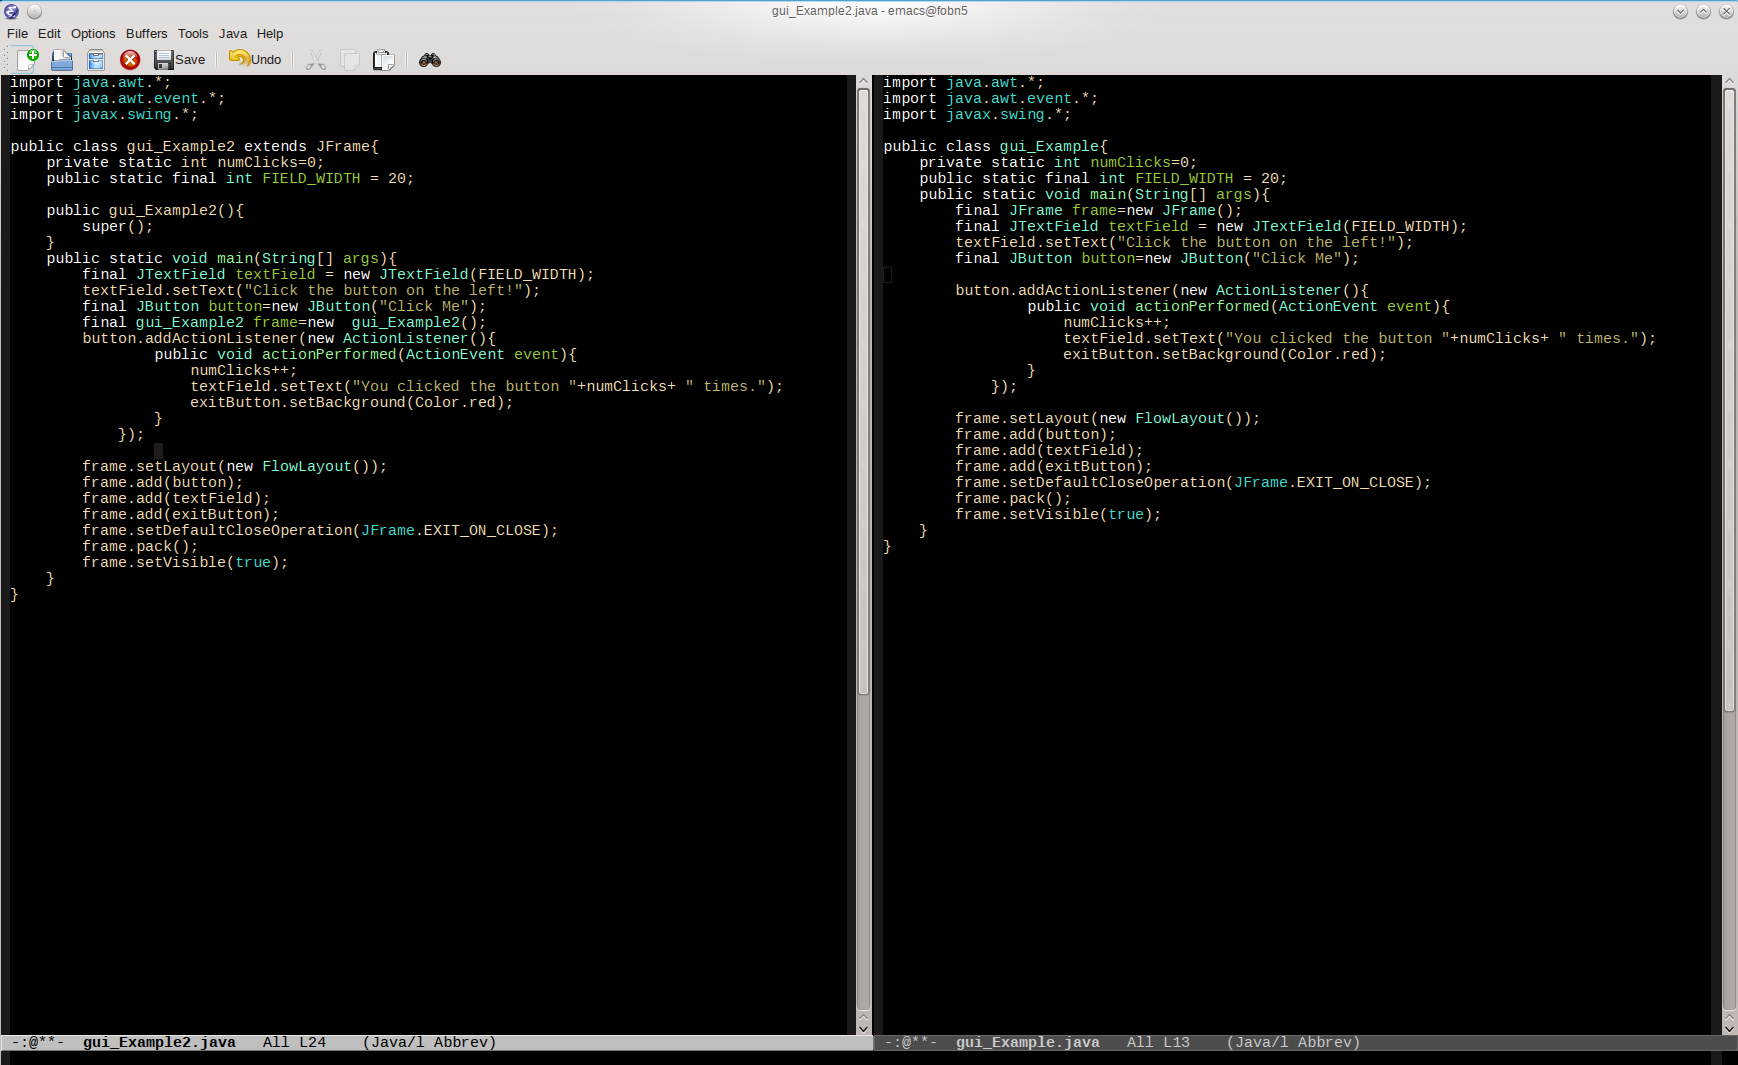 gui_Example2.java - emacs@fobn5
File Edit Options Buffers Tools Java Help
Save Undo
import java.awt.*;
import java.awt.event.*;
import javax.swing.*;

public class gui_Example2 extends JFrame{
    private static int numClicks=0;
    public static final int FIELD_WIDTH = 20;

    public gui_Example2(){
        super();
    }
    public static void main(String[] args){
        final JTextField textField = new JTextField(FIELD_WIDTH);
        textField.setText("Click the button on the left!");
        final JButton button=new JButton("Click Me");
        final gui_Example2 frame=new  gui_Example2();
        button.addActionListener(new ActionListener(){
                public void actionPerformed(ActionEvent event){
                    numClicks++;
                    textField.setText("You clicked the button "+numClicks+ " times.");
                    exitButton.setBackground(Color.red);
                }
            });

        frame.setLayout(new FlowLayout());
        frame.add(button);
        frame.add(textField);
        frame.add(exitButton);
        frame.setDefaultCloseOperation(JFrame.EXIT_ON_CLOSE);
        frame.pack();
        frame.setVisible(true);
    }
}
-:@**-  gui_Example2.java   All L24    (Java/l Abbrev)
import java.awt.*;
import java.awt.event.*;
import javax.swing.*;

public class gui_Example{
    private static int numClicks=0;
    public static final int FIELD_WIDTH = 20;
    public static void main(String[] args){
        final JFrame frame=new JFrame();
        final JTextField textField = new JTextField(FIELD_WIDTH);
        textField.setText("Click the button on the left!");
        final JButton button=new JButton("Click Me");

        button.addActionListener(new ActionListener(){
                public void actionPerformed(ActionEvent event){
                    numClicks++;
                    textField.setText("You clicked the button "+numClicks+ " times.");
                    exitButton.setBackground(Color.red);
                }
            });

        frame.setLayout(new FlowLayout());
        frame.add(button);
        frame.add(textField);
        frame.add(exitButton);
        frame.setDefaultCloseOperation(JFrame.EXIT_ON_CLOSE);
        frame.pack();
        frame.setVisible(true);
    }
}
-:@**-  gui_Example.java   All L13    (Java/l Abbrev)